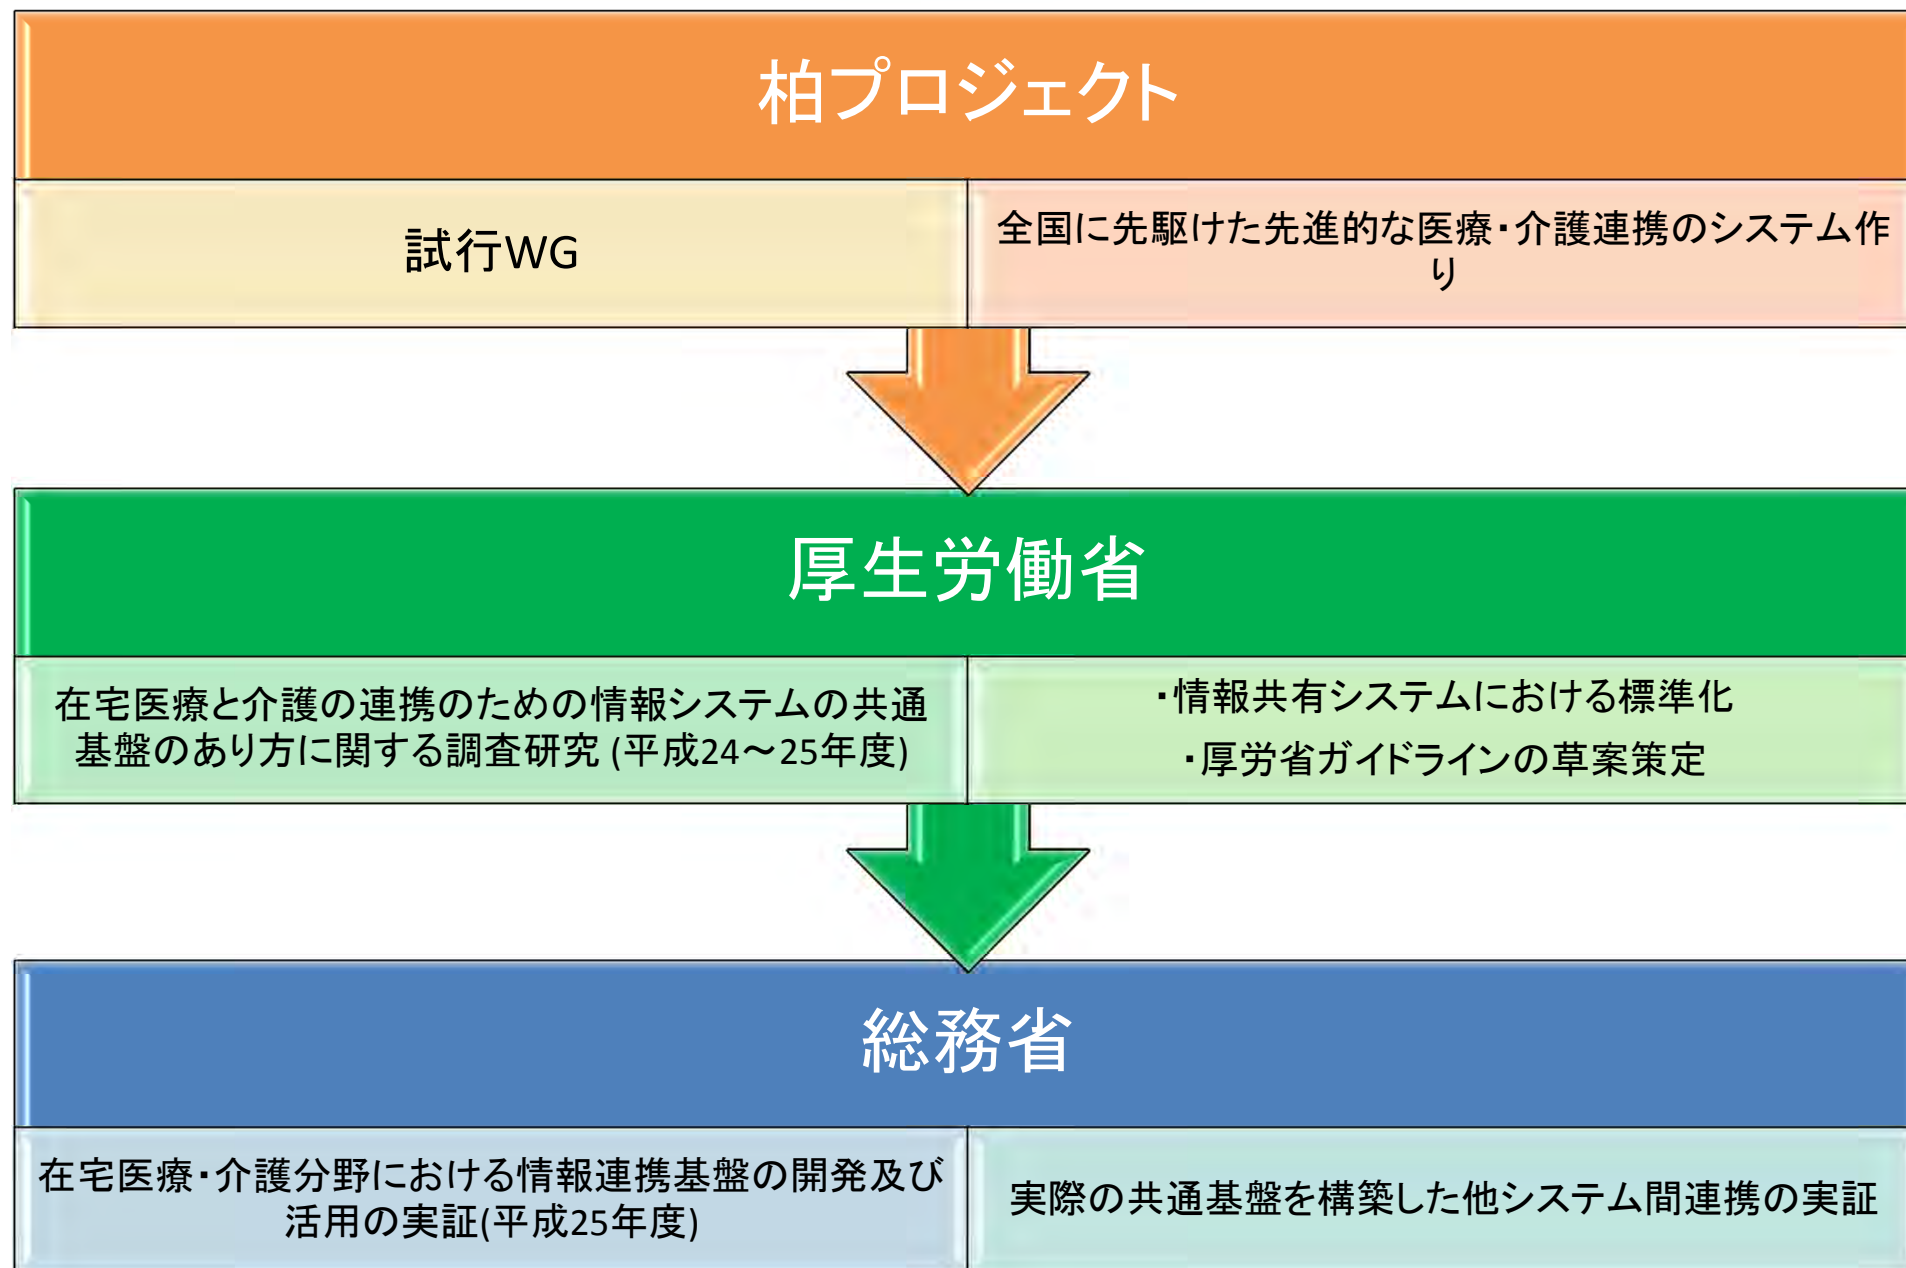 柏プロジェクト
試行WG
全国に先駆けた先進的な医療・介護連携のシステム作
り
厚生労働省
在宅医療と介護の連携のための情報システムの共通
基盤のあり方に関する調査研究 (平成24～25年度)
・情報共有システムにおける標準化
・厚労省ガイドラインの草案策定
総務省
在宅医療・介護分野における情報連携基盤の開発及び
活用の実証(平成25年度)
実際の共通基盤を構築した他システム間連携の実証